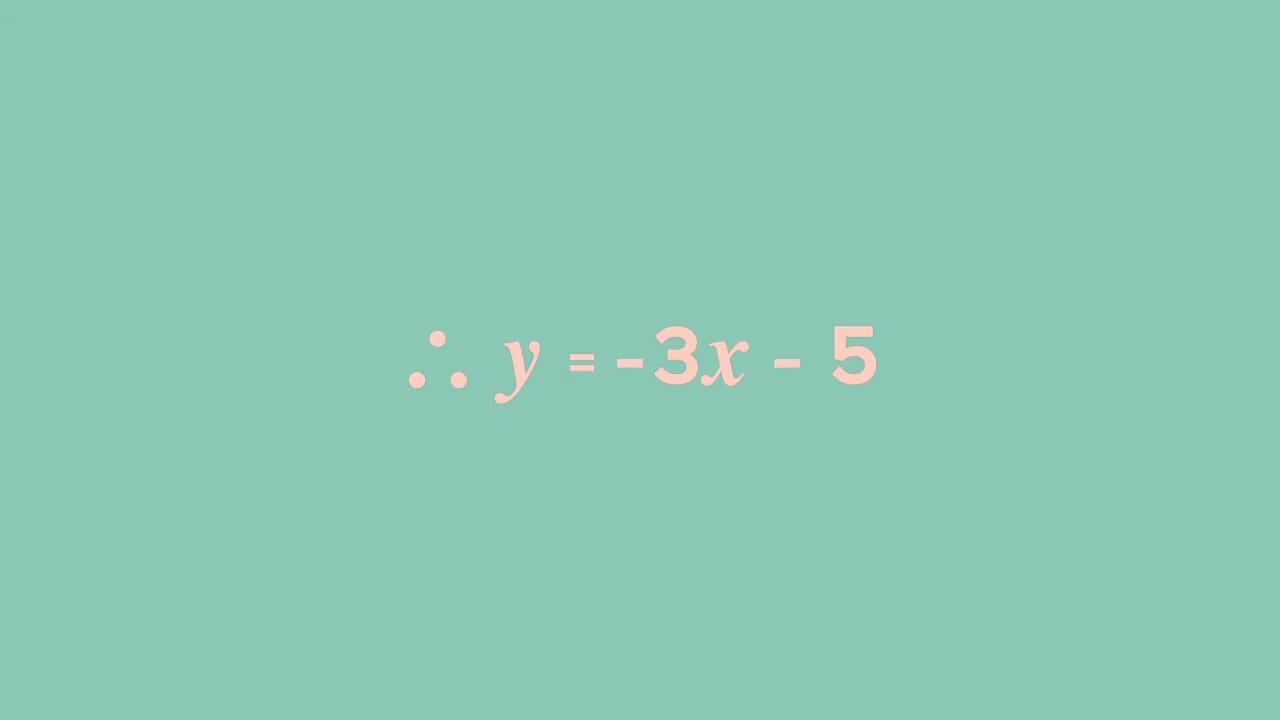 ∴ y = -3x - 5